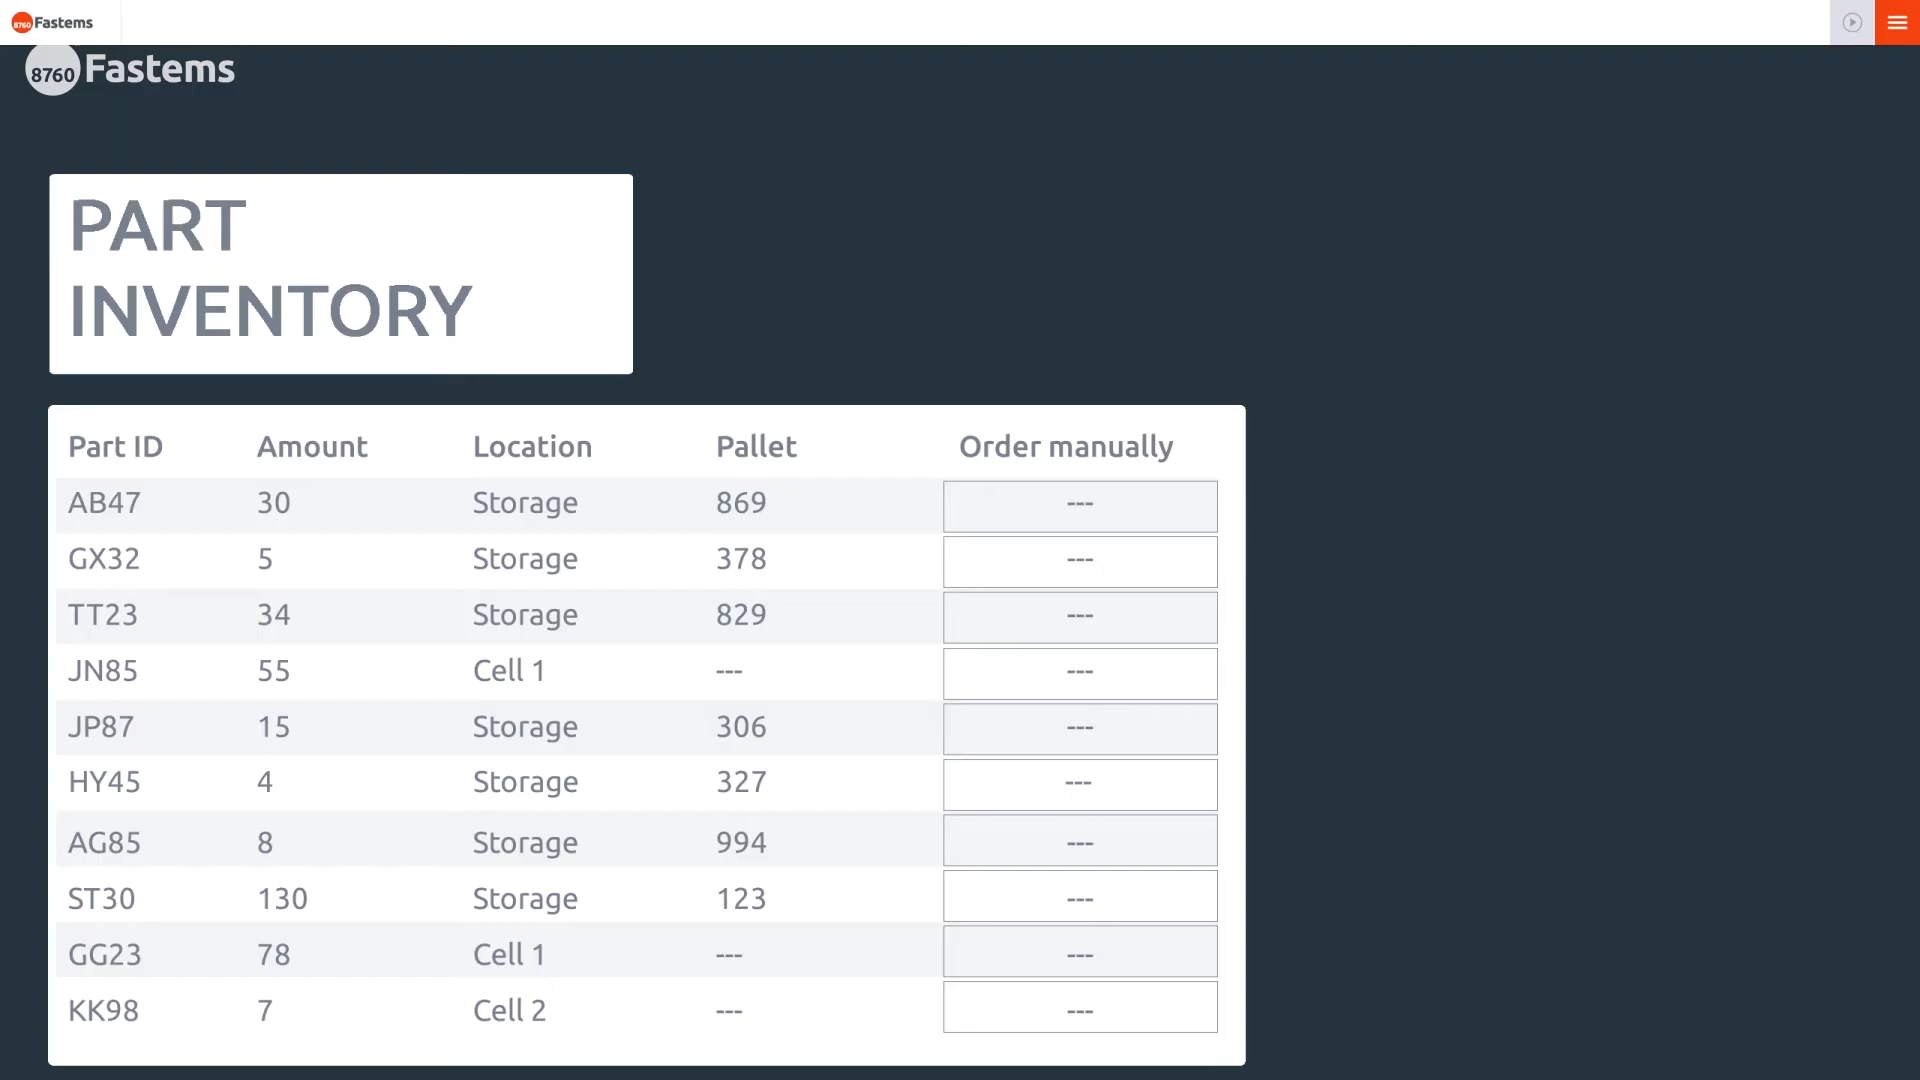 8760 Fastems
8760 Fastems
PART
INVENTORY
Part ID Amount Location Pallet Order manually
AB47 30 Storage 869 ---
GX32 5 Storage 378 ---
TT23 34 Storage 829 ---
JN85 55 Cell 1 --- ---
JP87 15 Storage 306 ---
HY45 4 Storage 327 ---
AG85 8 Storage 994 ---
ST30 130 Storage 123 ---
GG23 78 Cell 1 --- ---
KK98 7 Cell 2 --- ---